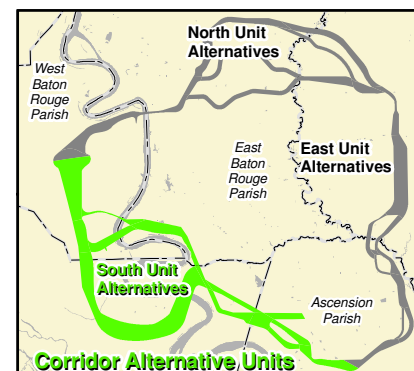 North Unit
Alternatives
West
Baton
Rouge
Parish
East
Baton
Rouge
Parish
East Unit
Alternatives
South Unit
Alternatives
Ascension
Parish
Corridor Alternative Units